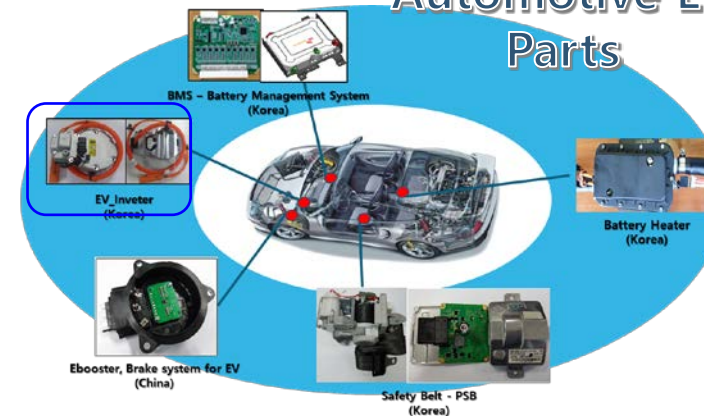 Automotive E
Parts
BMS – Battery Management System
(Korea)
EV_Inveter
(Korea)
Battery Heater
(Korea)
Ebooster, Brake system for EV
(China)
Safety Belt - PSB
(Korea)